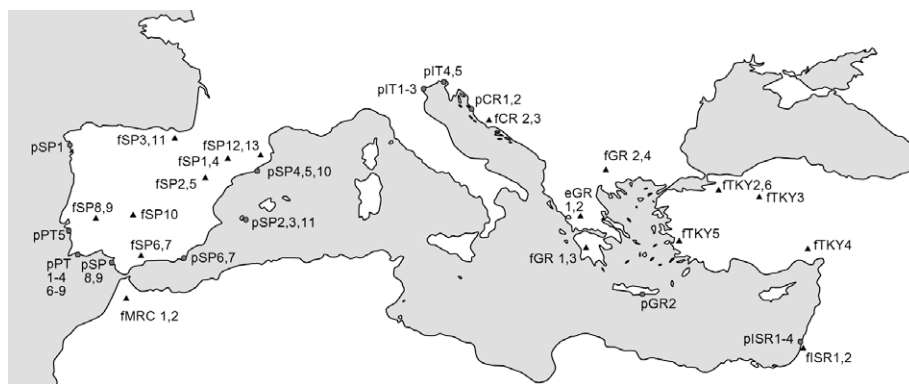 pIT4,5
pIT1-3
pCR1,2
fCR 2,3
fSP3,11
fSP12,13
pSP1
fSP1,4
pSP4,5,10
fGR 2,4
fSP2,5
fTKY2,6
fTKY3
fSP8,9
fSP10
eGR
1,2
pSP2,3,11
pPT5
fTKY5
fTKY4
fSP6,7
pSP6,7
fGR 1,3
pPT
1-4
6-9
pSP
8,9
pGR2
fMRC 1,2
pISR1-4
fISR1,2